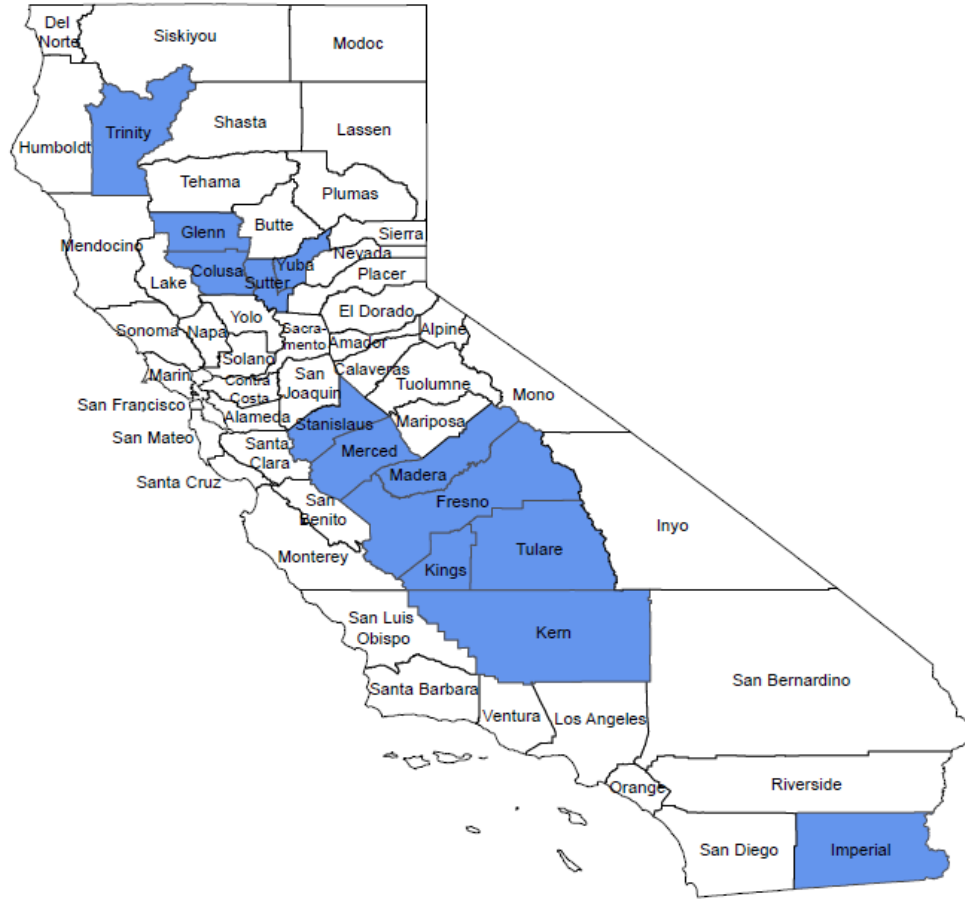 Del
Norte
Siskiyou
Modoc
Trinity
Shasta
Lassen
Humboldt
Tehama
Plumas
Butte
Glenn
Sierra
Mendocino
Nevada
Yuba
Colusa
Placer
Lake
Sutter
El Dorado
Yolo
Sonoma
Napa
Sacra-
mento
Alpine
Amador
Solano
Calaveras
Marin
San
Joaquin
Contra
Costa
Tuolumne
Mono
San Francisco
Alameda
Stanislaus
Mariposa
San Mateo
Santa
Clara
Merced
Madera
Santa Cruz
San
Benito
Fresno
Inyo
Monterey
Tulare
Kings
San Luis
Obispo
Kern
San Bernardino
Santa Barbara
Ventura
Los Angeles
Orange
Riverside
San Diego
Imperial